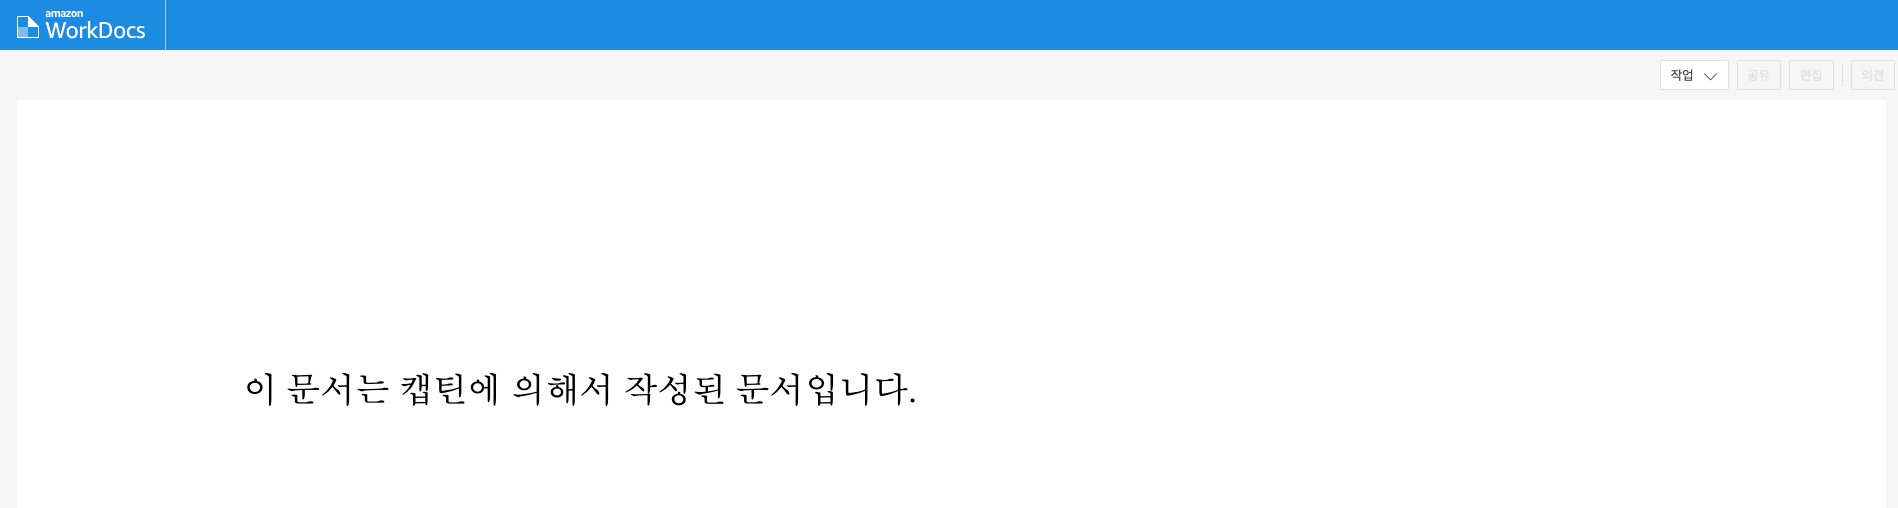 amazon
WorkDocs
작업
공유
편집
의견
이 문서는 캡틴에 의해서 작성된 문서입니다.